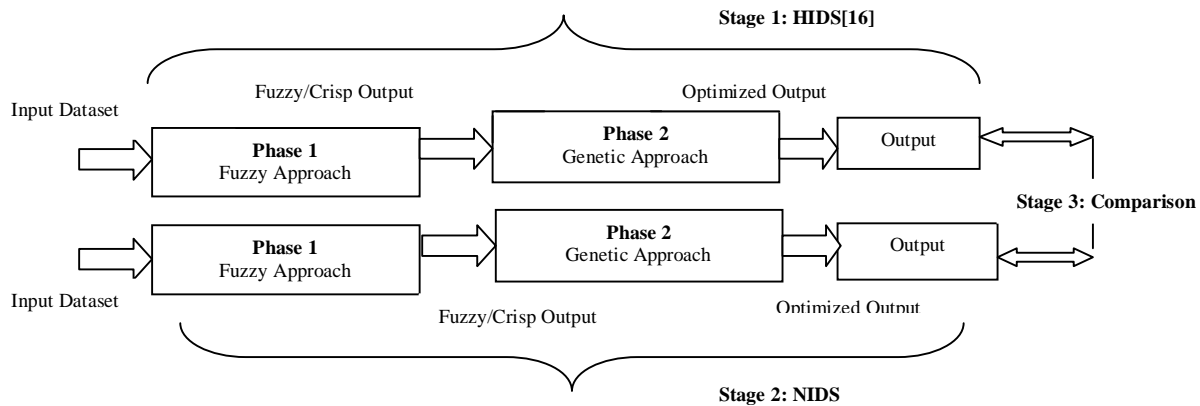 Stage 1: HIDS[16]
Fuzzy/Crisp Output
Optimized Output
Input Dataset
Phase 1
Fuzzy Approach
Phase 2
Genetic Approach
Output
Stage 3: Comparison
Phase 1
Fuzzy Approach
Phase 2
Genetic Approach
Output
Input Dataset
Fuzzy/Crisp Output
Optimized Output
Stage 2: NIDS